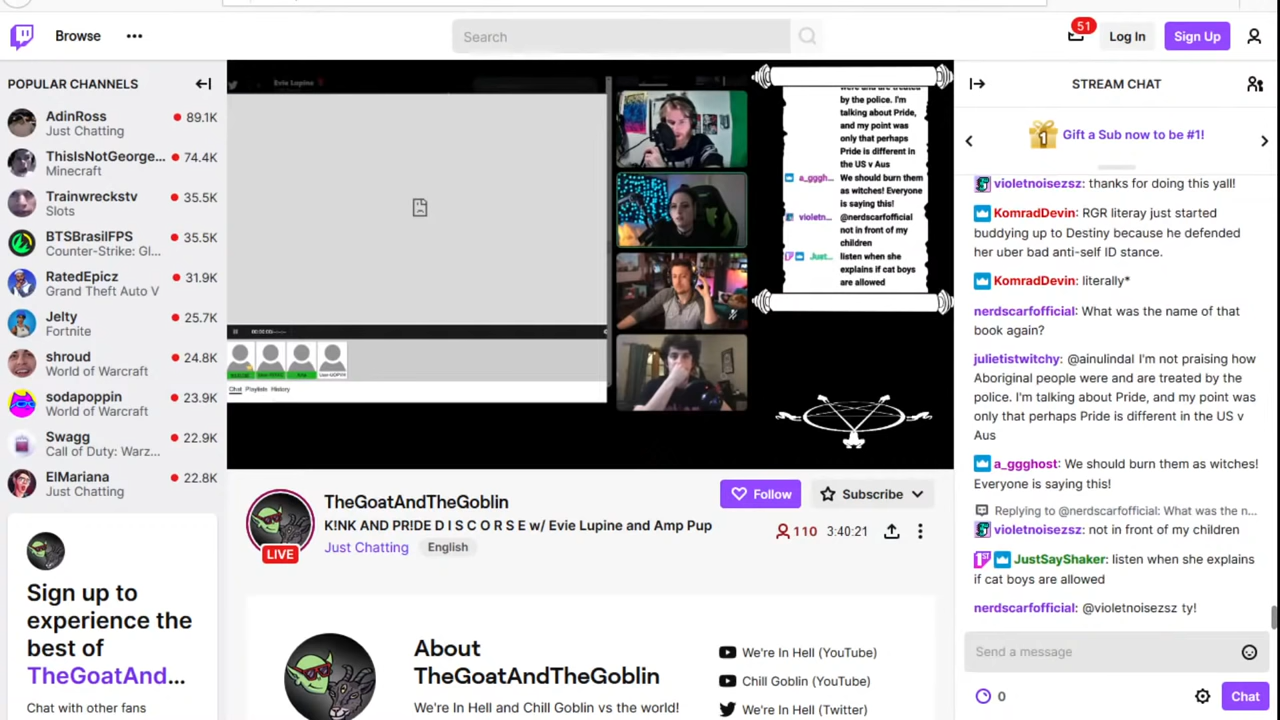 Browse
Search
51
Log In
Sign Up
POPULAR CHANNELS
AdinRoss
89.1K
Just Chatting
ThisIsNotGeorge...
74.4K
Minecraft
Trainwreckstv
35.5K
Slots
BTSBrasilFPS
35.5K
Counter-Strike: Gl...
RatedEpicz
31.9K
Grand Theft Auto V
Jelty
25.7K
Fortnite
shroud
24.8K
World of Warcraft
sodapoppin
23.9K
World of Warcraft
Swagg
22.9K
Call of Duty: Warz...
ElMariana
22.8K
Just Chatting
Sign up to
experience the
best of
TheGoatAnd...
Chat with other fans
Evie Lupine
Chat Playlists History
were and are treated
by the police. I'm
talking about Pride,
and my point was
only that perhaps
Pride is different in
the US v Aus
a_gggh... We should burn them
as witches! Everyone
is saying this!
violetn... @nerdscarfofficial
not in front of my
children
Just... listen when she
explains if cat boys
are allowed
LIVE
TheGoatAndTheGoblin
K!NK AND PR!DE D I S C O R S E w/ Evie Lupine and Amp Pup
Just Chatting
English
Follow
Subscribe
110
3:40:21
About
TheGoatAndTheGoblin
We're In Hell and Chill Goblin vs the world!
We're In Hell (YouTube)
Chill Goblin (YouTube)
We're In Hell (Twitter)
STREAM CHAT
1
Gift a Sub now to be #1!
violetnoisezsz: thanks for doing this yall!
KomradDevin: RGR literay just started
buddying up to Destiny because he defended
her uber bad anti-self ID stance.
KomradDevin: literally*
nerdscarfofficial: What was the name of that
book again?
julietistwitchy: @ainulindal I'm not praising how
Aboriginal people were and are treated by the
police. I'm talking about Pride, and my point was
only that perhaps Pride is different in the US v
Aus
a_ggghost: We should burn them as witches!
Everyone is saying this!
Replying to @nerdscarfofficial: What was the n...
violetnoisezsz: not in front of my children
1ST JustSayShaker: listen when she explains
if cat boys are allowed
nerdscarfofficial: @violetnoisezsz ty!
Send a message
0
Chat